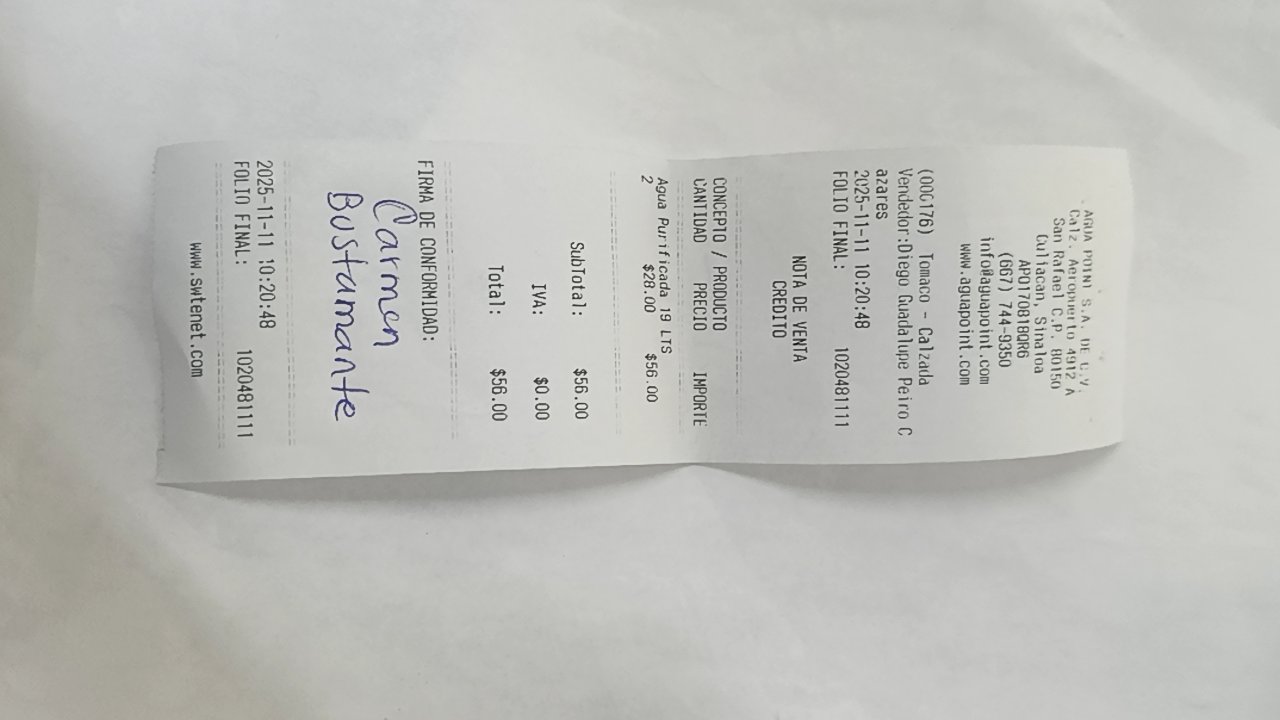 AGUA POINT S.A. DE C.V.
Calz. Aeropuerto 4912 A
San Rafael C.P. 80150
Culiacan, Sinaloa
APO170818QR6
(667) 744-9350
info@aguapoint.com
www.aguapoint.com
(00G176) Tomaco - Calzada
Vendedor:Diego Guadalupe Peiro C
azares
2025-11-11 10:20:48
FOLIO FINAL: 1020481111
NOTA DE VENTA
CREDITO
CONCEPTO / PRODUCTO
CANTIDAD PRECIO IMPORTE
Agua Purificada 19 LTS
2 $28.00 $56.00
SubTotal: $56.00
IVA: $0.00
Total: $56.00
FIRMA DE CONFORMIDAD:
Carmen
Bustamante
2025-11-11 10:20:48
FOLIO FINAL: 1020481111
www.swtenet.com